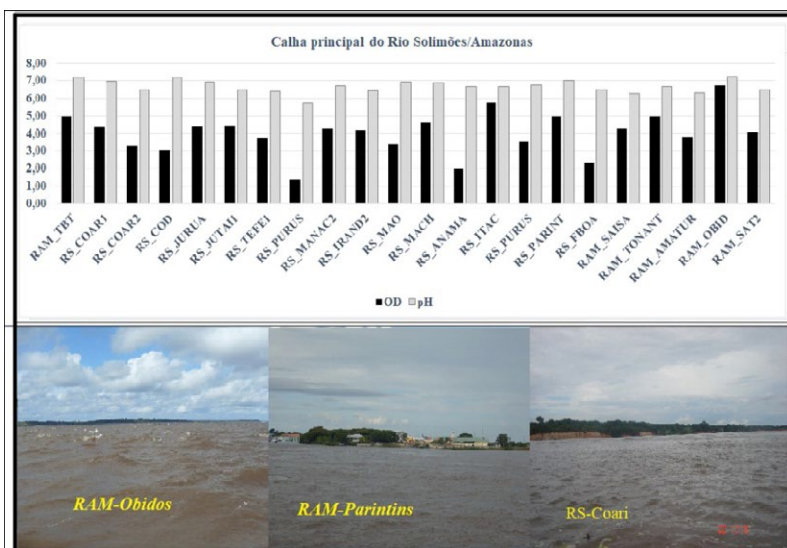 Calha principal do Rio Solimões/Amazonas
8,00
7,00
6,00
5,00
4,00
3,00
2,00
1,00
0,00
RAM_TBT
RS_COAR1
RS_COAR2
RS_COD
RS_JURUA
RS_JUTAI1
RS_TEFE1
RS_PURUS
RS_MANAC2
RS_IRAND2
RS_MAO
RS_MACH
RS_ANAMA
RS_ITAC
RS_PURUS
RS_PARINT
RS_FBOA
RAM_SAISA
RAM_TONANT
RAM_AMATUR
RAM_OBID
RAM_SAT2
OD pH
RAM-Obidos
RAM-Parintins
RS-Coari